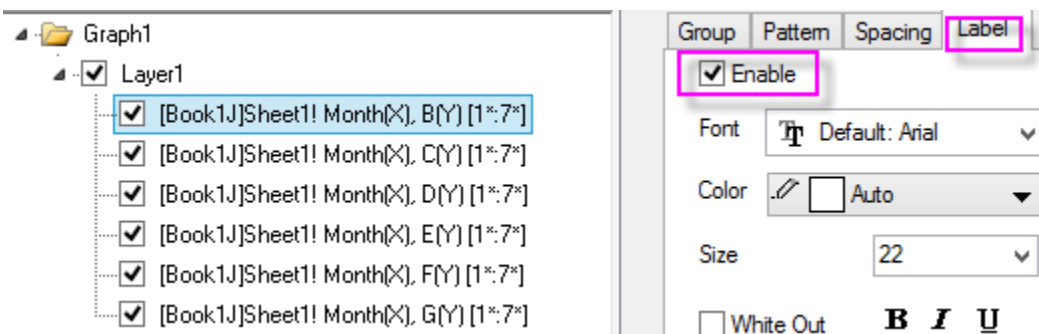 Graph1
Layer1
[Book1J]Sheet1! Month(X), B(Y) [1*:7*]
[Book1J]Sheet1! Month(X), C(Y) [1*:7*]
[Book1J]Sheet1! Month(X), D(Y) [1*:7*]
[Book1J]Sheet1! Month(X), E(Y) [1*:7*]
[Book1J]Sheet1! Month(X), F(Y) [1*:7*]
[Book1J]Sheet1! Month(X), G(Y) [1*:7*]
Group Pattern Spacing Label
Enable
Font Default: Arial
Color Auto
Size 22
White Out B I U